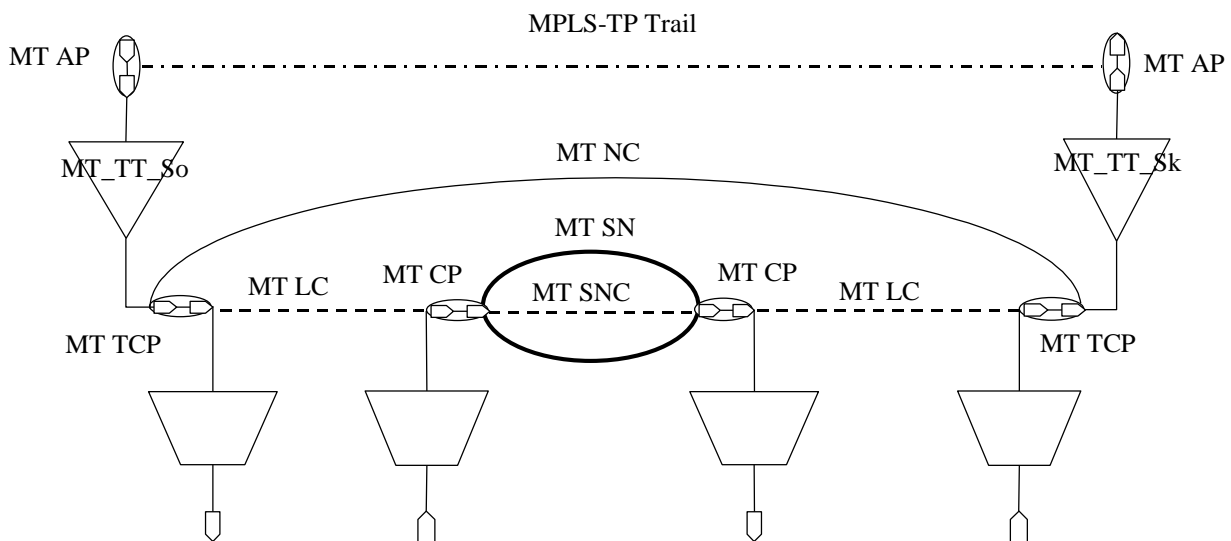 MPLS-TP Trail
MT AP
MT AP
MT_TT_So
MT NC
MT_TT_Sk
MT SN
MT CP
MT CP
MT LC
MT SNC
MT LC
MT TCP
MT TCP